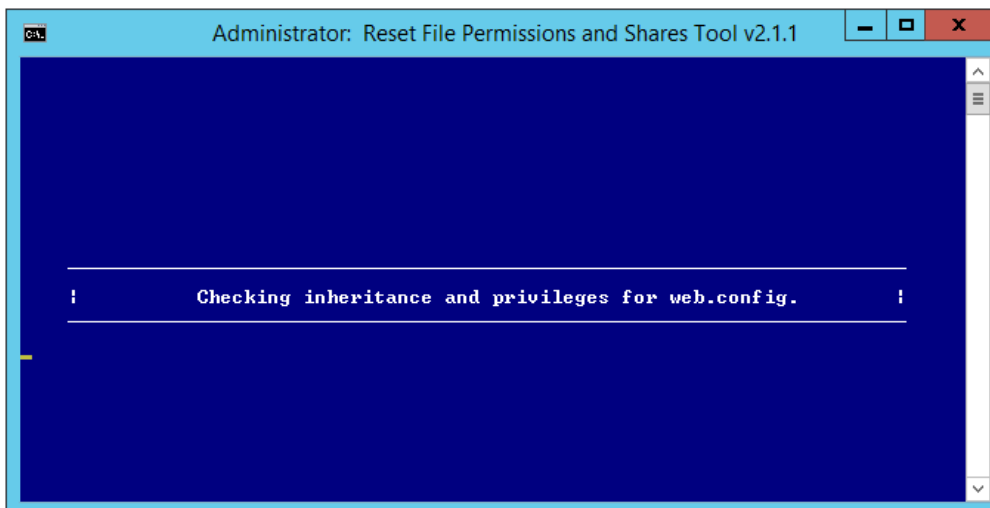 Administrator: Reset File Permissions and Shares Tool v2.1.1
Checking inheritance and privileges for web.config.